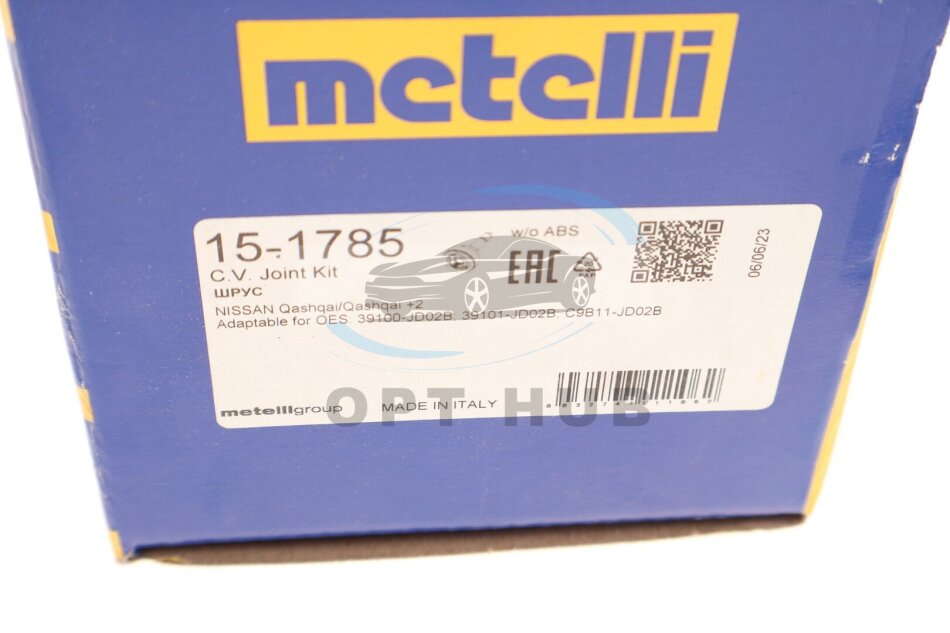 metelli
15-1785
w/o ABS
C.V. Joint Kit
ШРУС
EAC
PAP
06/06/23
NISSAN Qashqai/Qashqai +2
Adaptable for OES: 39100-JD02B, 39101-JD02B, C9B11-JD02B
metelligroup
MADE IN ITALY
OPT HUB